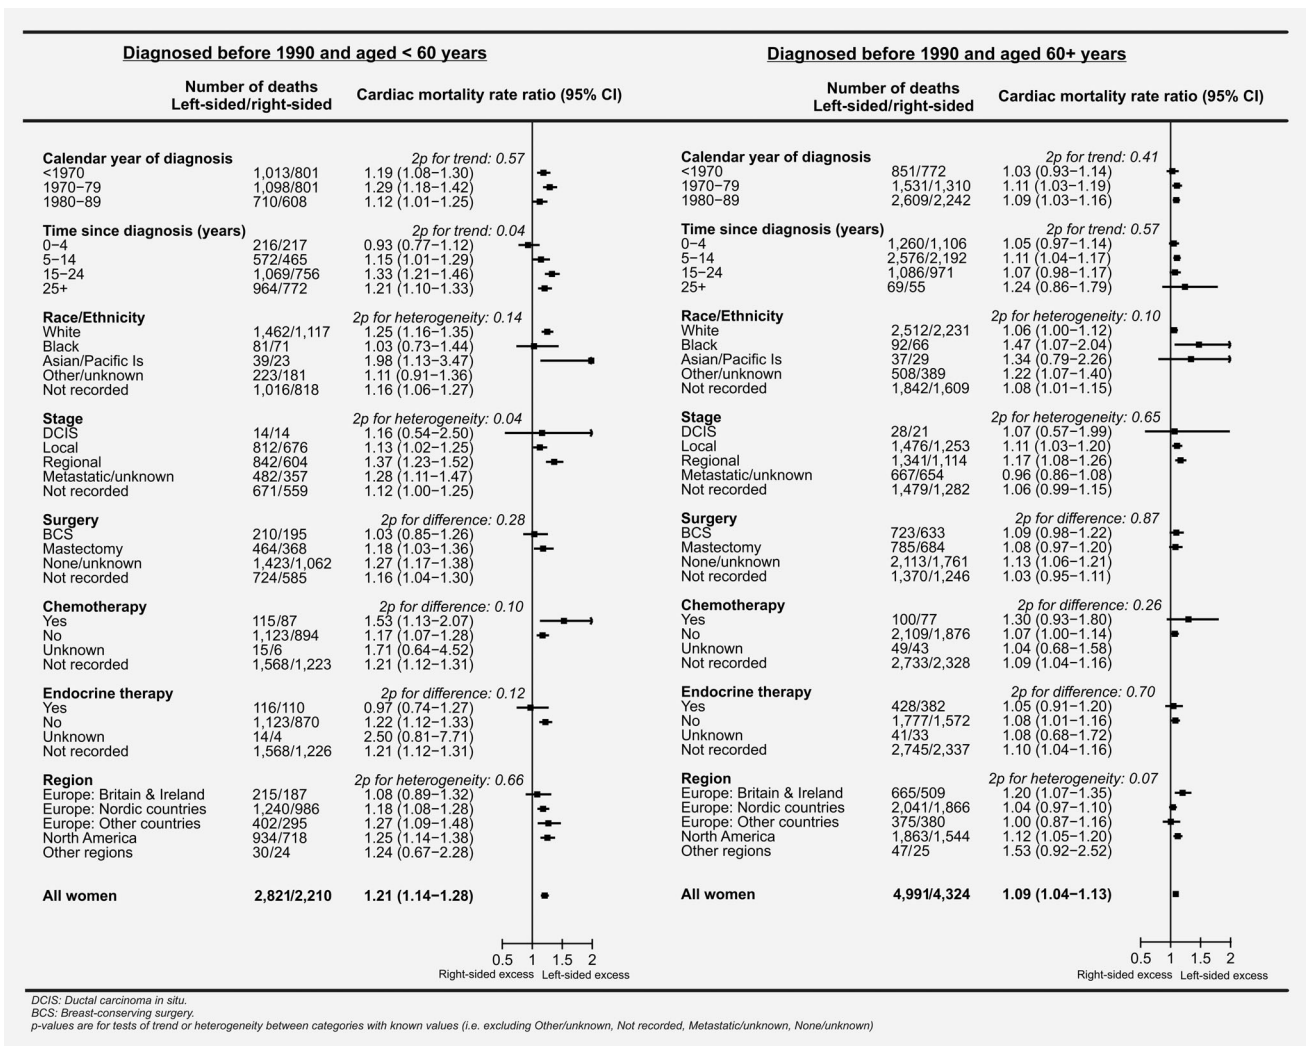 Diagnosed before 1990 and aged < 60 years
Number of deaths
Left-sided/right-sided
Cardiac mortality rate ratio (95% CI)
Calendar year of diagnosis 2p for trend: 0.57
<1970 1,013/801 1.19 (1.08−1.30)
1970−79 1,098/801 1.29 (1.18−1.42)
1980−89 710/608 1.12 (1.01−1.25)
Time since diagnosis (years) 2p for trend: 0.04
0−4 216/217 0.93 (0.77−1.12)
5−14 572/465 1.15 (1.01−1.29)
15−24 1,069/756 1.33 (1.21−1.46)
25+ 964/772 1.21 (1.10−1.33)
Race/Ethnicity 2p for heterogeneity: 0.14
White 1,462/1,117 1.25 (1.16−1.35)
Black 81/71 1.03 (0.73−1.44)
Asian/Pacific Is 39/23 1.98 (1.13−3.47)
Other/unknown 223/181 1.11 (0.91−1.36)
Not recorded 1,016/818 1.16 (1.06−1.27)
Stage 2p for heterogeneity: 0.04
DCIS 14/14 1.16 (0.54−2.50)
Local 812/676 1.13 (1.02−1.25)
Regional 842/604 1.37 (1.23−1.52)
Metastatic/unknown 482/357 1.28 (1.11−1.47)
Not recorded 671/559 1.12 (1.00−1.25)
Surgery 2p for difference: 0.28
BCS 210/195 1.03 (0.85−1.26)
Mastectomy 464/368 1.18 (1.03−1.36)
None/unknown 1,423/1,062 1.27 (1.17−1.38)
Not recorded 724/585 1.16 (1.04−1.30)
Chemotherapy 2p for difference: 0.10
Yes 115/87 1.53 (1.13−2.07)
No 1,123/894 1.17 (1.07−1.28)
Unknown 15/6 1.71 (0.64−4.52)
Not recorded 1,568/1,223 1.21 (1.12−1.31)
Endocrine therapy 2p for difference: 0.12
Yes 116/110 0.97 (0.74−1.27)
No 1,123/870 1.22 (1.12−1.33)
Unknown 14/4 2.50 (0.81−7.71)
Not recorded 1,568/1,226 1.21 (1.12−1.31)
Region 2p for heterogeneity: 0.66
Europe: Britain & Ireland 215/187 1.08 (0.89−1.32)
Europe: Nordic countries 1,240/986 1.18 (1.08−1.28)
Europe: Other countries 402/295 1.27 (1.09−1.48)
North America 934/718 1.25 (1.14−1.38)
Other regions 30/24 1.24 (0.67−2.28)
All women 2,821/2,210 1.21 (1.14−1.28)
0.5 1 1.5 2
Right-sided excess Left-sided excess
Diagnosed before 1990 and aged 60+ years
Number of deaths
Left-sided/right-sided
Cardiac mortality rate ratio (95% CI)
Calendar year of diagnosis 2p for trend: 0.41
<1970 851/772 1.03 (0.93−1.14)
1970−79 1,531/1,310 1.11 (1.03−1.19)
1980−89 2,609/2,242 1.09 (1.03−1.16)
Time since diagnosis (years) 2p for trend: 0.57
0−4 1,260/1,106 1.05 (0.97−1.14)
5−14 2,576/2,192 1.11 (1.04−1.17)
15−24 1,086/971 1.07 (0.98−1.17)
25+ 69/55 1.24 (0.86−1.79)
Race/Ethnicity 2p for heterogeneity: 0.10
White 2,512/2,231 1.06 (1.00−1.12)
Black 92/66 1.47 (1.07−2.04)
Asian/Pacific Is 37/29 1.34 (0.79−2.26)
Other/unknown 508/389 1.22 (1.07−1.40)
Not recorded 1,842/1,609 1.08 (1.01−1.15)
Stage 2p for heterogeneity: 0.65
DCIS 28/21 1.07 (0.57−1.99)
Local 1,476/1,253 1.11 (1.03−1.20)
Regional 1,341/1,114 1.17 (1.08−1.26)
Metastatic/unknown 667/654 0.96 (0.86−1.08)
Not recorded 1,479/1,282 1.06 (0.99−1.15)
Surgery 2p for difference: 0.87
BCS 723/633 1.09 (0.98−1.22)
Mastectomy 785/684 1.08 (0.97−1.20)
None/unknown 2,113/1,761 1.13 (1.06−1.21)
Not recorded 1,370/1,246 1.03 (0.95−1.11)
Chemotherapy 2p for difference: 0.26
Yes 100/77 1.30 (0.93−1.80)
No 2,109/1,876 1.07 (1.00−1.14)
Unknown 49/43 1.04 (0.68−1.58)
Not recorded 2,733/2,328 1.09 (1.04−1.16)
Endocrine therapy 2p for difference: 0.70
Yes 428/382 1.05 (0.91−1.20)
No 1,777/1,572 1.08 (1.01−1.16)
Unknown 41/33 1.08 (0.68−1.72)
Not recorded 2,745/2,337 1.10 (1.04−1.16)
Region 2p for heterogeneity: 0.07
Europe: Britain & Ireland 665/509 1.20 (1.07−1.35)
Europe: Nordic countries 2,041/1,866 1.04 (0.97−1.10)
Europe: Other countries 375/380 1.00 (0.87−1.16)
North America 1,863/1,544 1.12 (1.05−1.20)
Other regions 47/25 1.53 (0.92−2.52)
All women 4,991/4,324 1.09 (1.04−1.13)
0.5 1 1.5 2
Right-sided excess Left-sided excess
DCIS: Ductal carcinoma in situ.
BCS: Breast-conserving surgery.
p-values are for tests of trend or heterogeneity between categories with known values (i.e. excluding Other/unknown, Not recorded, Metastatic/unknown, None/unknown)